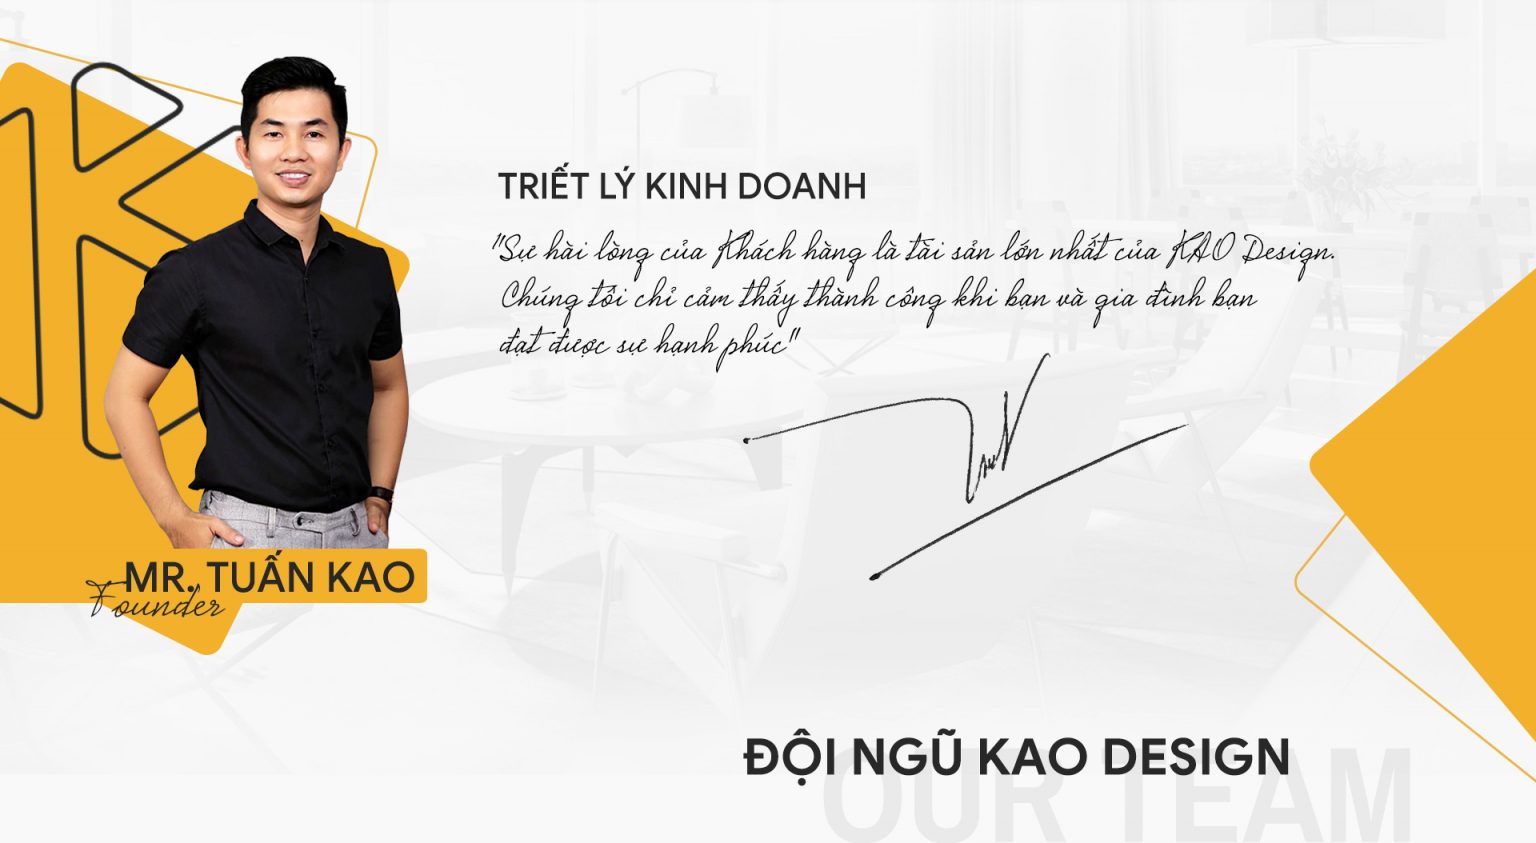 TRIẾT LÝ KINH DOANH
"Sự hài lòng của Khách hàng là tài sản lớn nhất của KAO Design.
Chúng tôi chỉ cảm thấy thành công khi bạn và gia đình bạn
đạt được sự hạnh phúc"
MR. TUẤN KAO
Founder
ĐỘI NGŨ KAO DESIGN
OUR TEAM